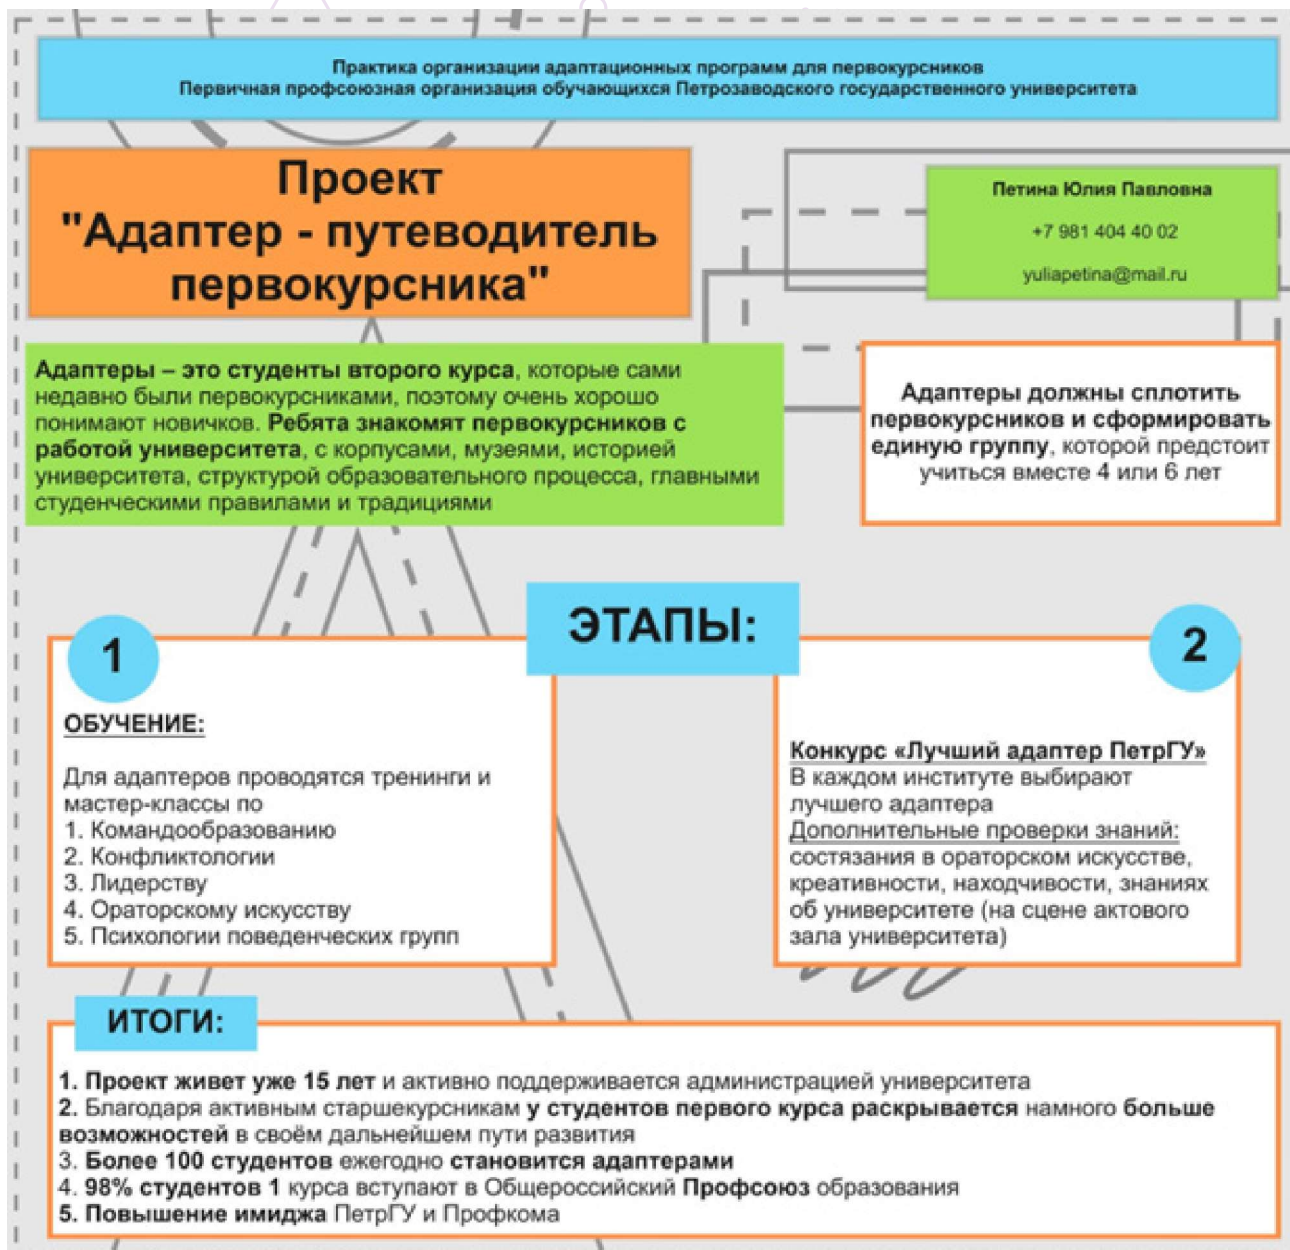 Практика организации адаптационных программ для первокурсников
Первичная профсоюзная организация обучающихся Петрозаводского государственного университета
Проект
"Адаптер - путеводитель
первокурсника"
Петина Юлия Павловна
+7 981 404 40 02
yuliapetina@mail.ru
Адаптеры – это студенты второго курса, которые сами
недавно были первокурсниками, поэтому очень хорошо
понимают новичков. Ребята знакомят первокурсников с
работой университета, с корпусами, музеями, историей
университета, структурой образовательного процесса, главными
студенческими правилами и традициями
Адаптеры должны сплотить
первокурсников и сформировать
единую группу, которой предстоит
учиться вместе 4 или 6 лет
ЭТАПЫ:
1
ОБУЧЕНИЕ:
Для адаптеров проводятся тренинги и
мастер-классы по
1. Командообразованию
2. Конфликтологии
3. Лидерству
4. Ораторскому искусству
5. Психологии поведенческих групп
2
Конкурс «Лучший адаптер ПетрГУ»
В каждом институте выбирают
лучшего адаптера
Дополнительные проверки знаний:
состязания в ораторском искусстве,
креативности, находчивости, знаниях
об университете (на сцене актового
зала университета)
ИТОГИ:
1. Проект живет уже 15 лет и активно поддерживается администрацией университета
2. Благодаря активным старшекурсникам у студентов первого курса раскрывается намного больше
возможностей в своём дальнейшем пути развития
3. Более 100 студентов ежегодно становится адаптерами
4. 98% студентов 1 курса вступают в Общероссийский Профсоюз образования
5. Повышение имиджа ПетрГУ и Профкома